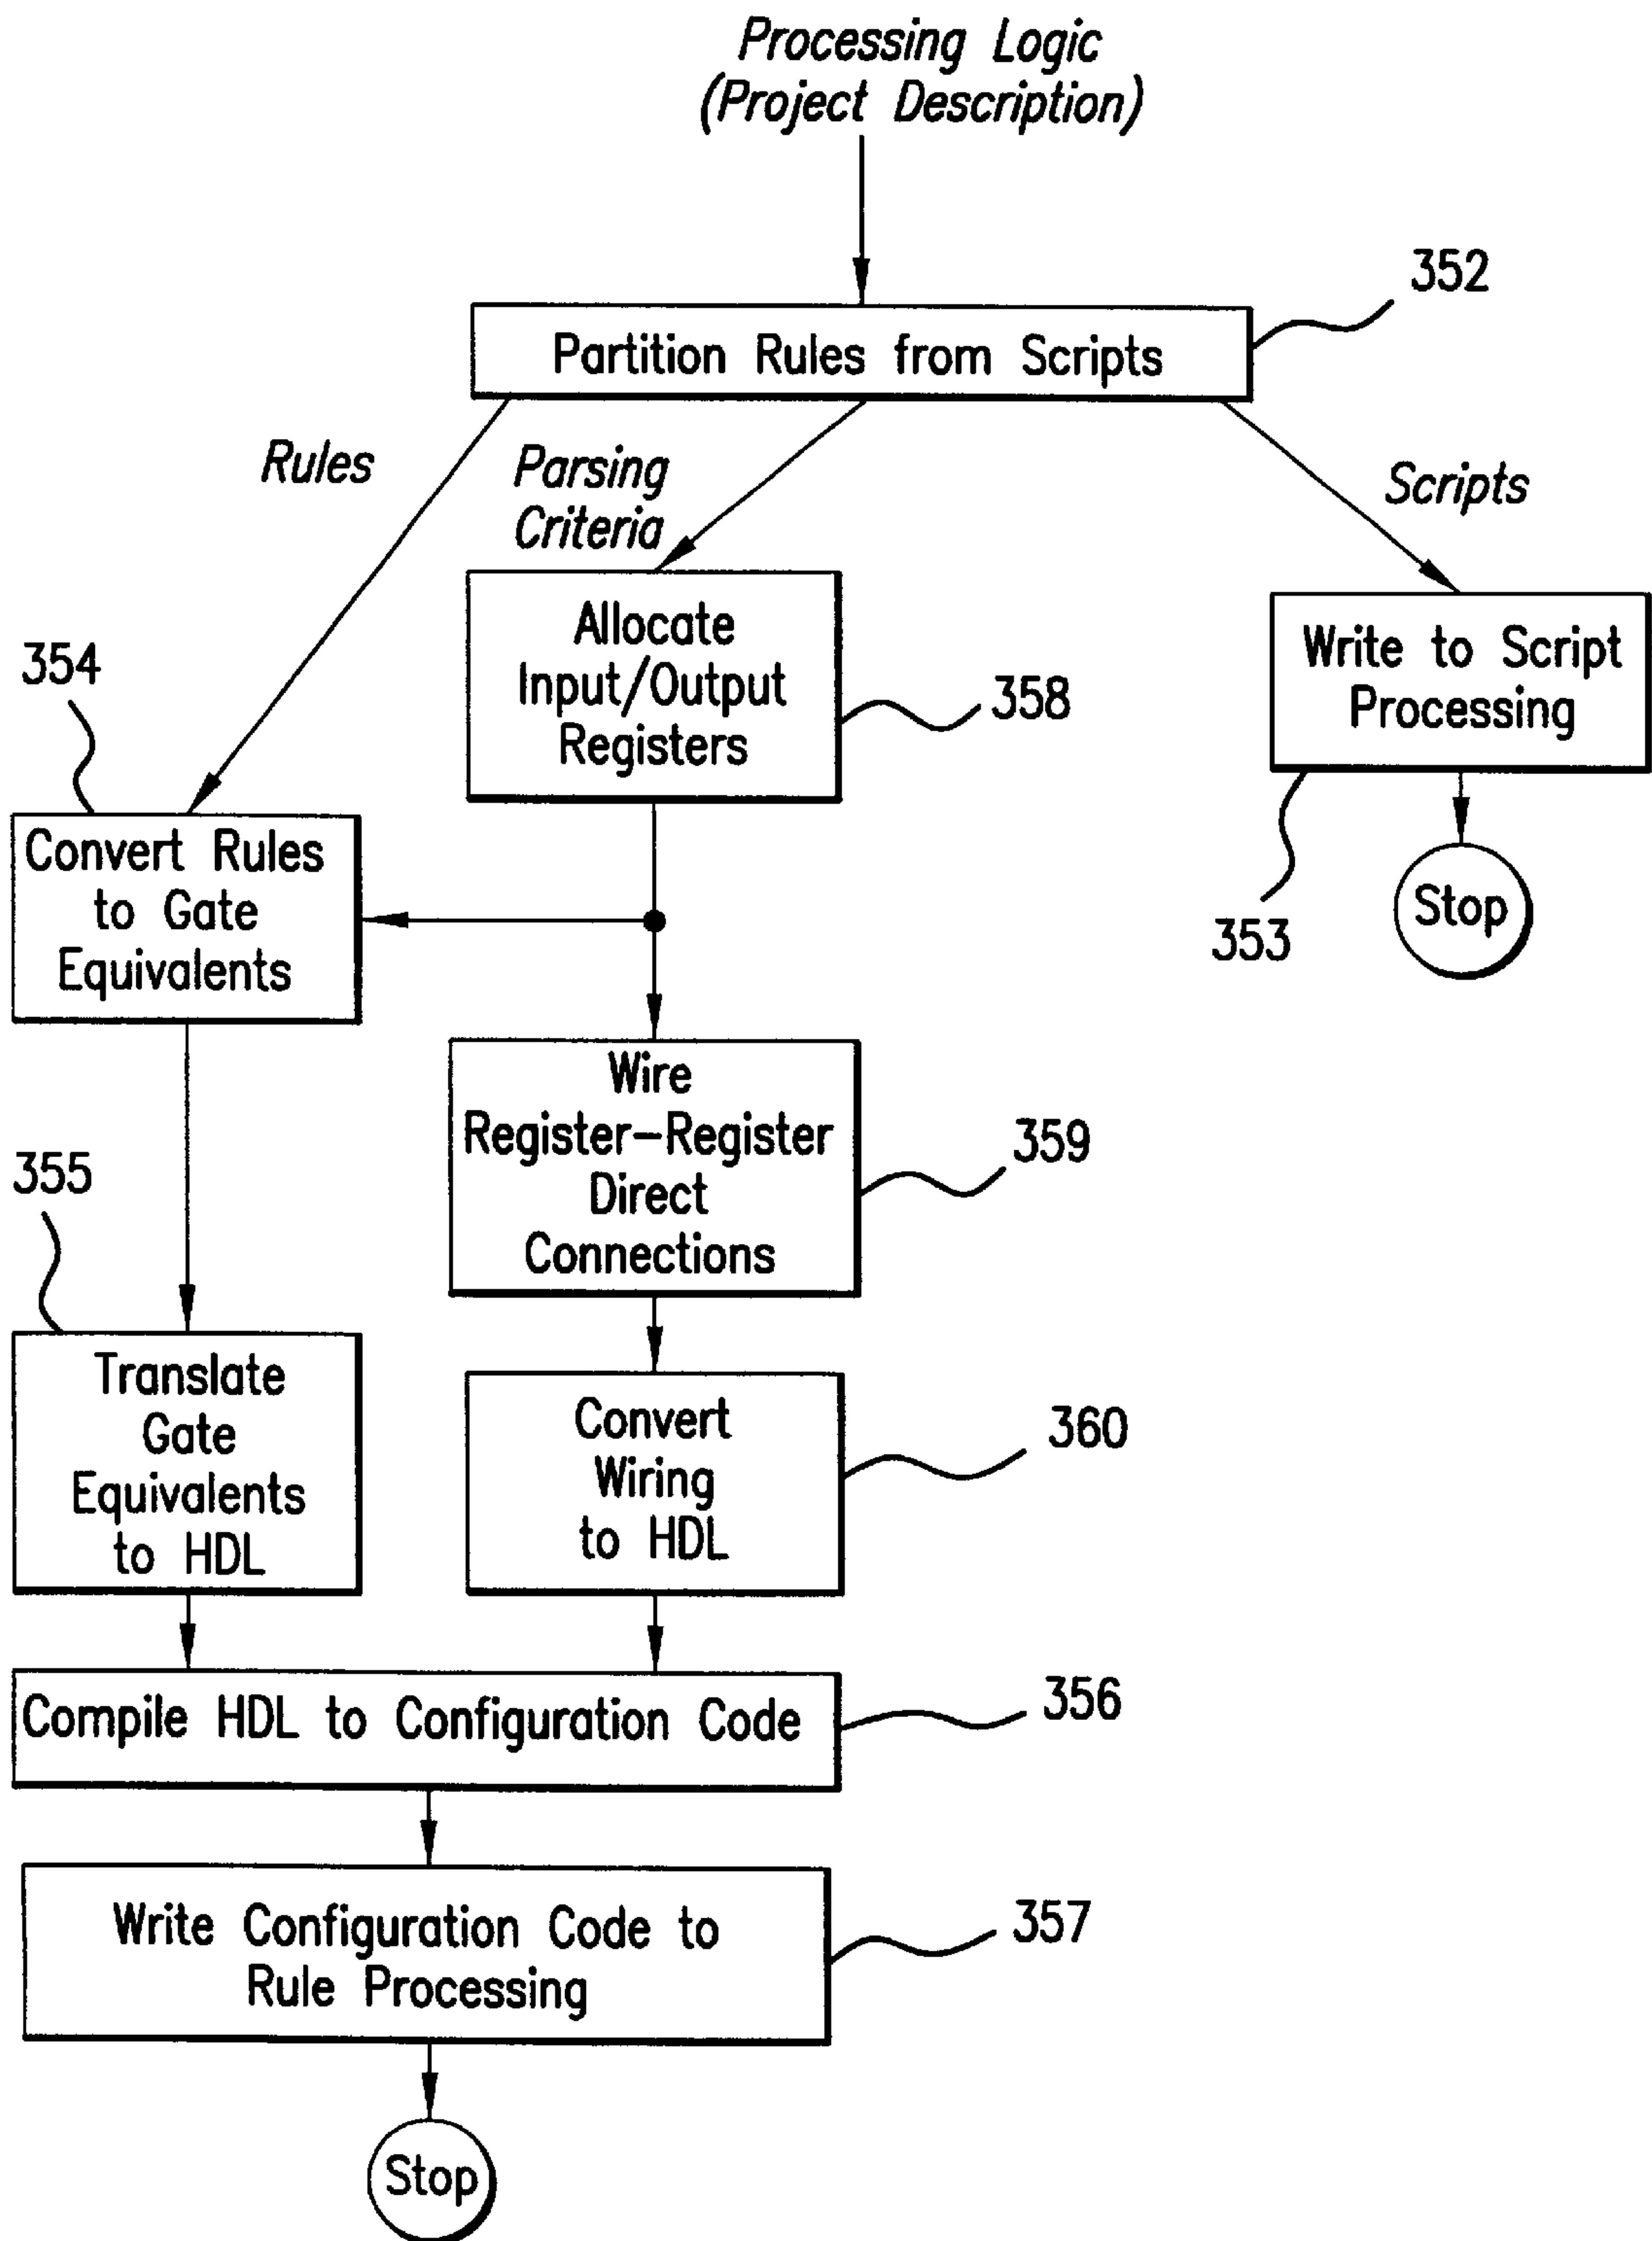 Processing Logic
(Project Description)
352
Partition Rules from Scripts
Rules
Parsing
Criteria
Scripts
354
Allocate
Input/Output
Registers
358
Write to Script
Processing
353
Stop
Convert Rules
to Gate
Equivalents
Wire
Register–Register
Direct
Connections
359
355
Translate
Gate
Equivalents
to HDL
Convert
Wiring
to HDL
360
Compile HDL to Configuration Code
356
Write Configuration Code to
Rule Processing
357
Stop